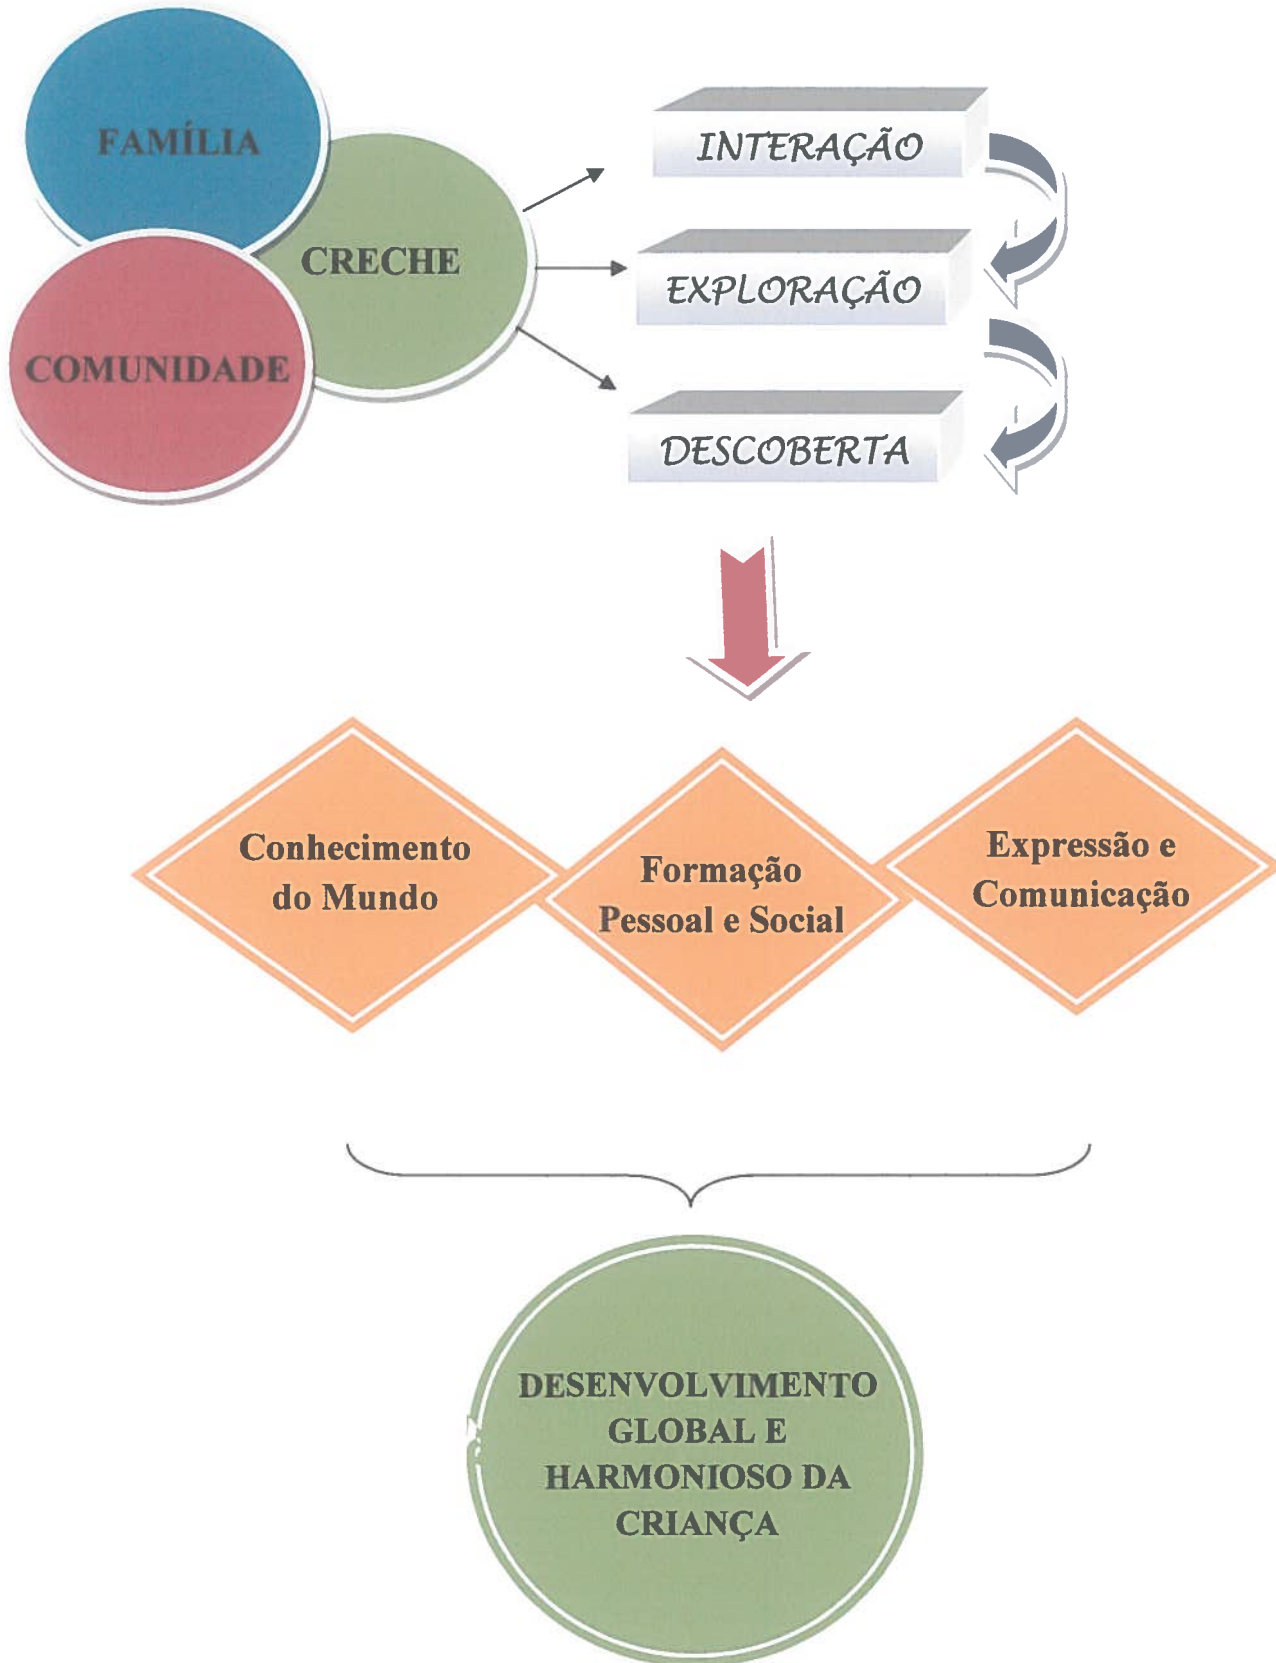 FAMÍLIA
CRECHE
COMUNIDADE
INTERAÇÃO
EXPLORAÇÃO
DESCOBERTA
Conhecimento
do Mundo
Formação
Pessoal e Social
Expressão e
Comunicação
DESENVOLVIMENTO
GLOBAL E
HARMONIOSO DA
CRIANÇA